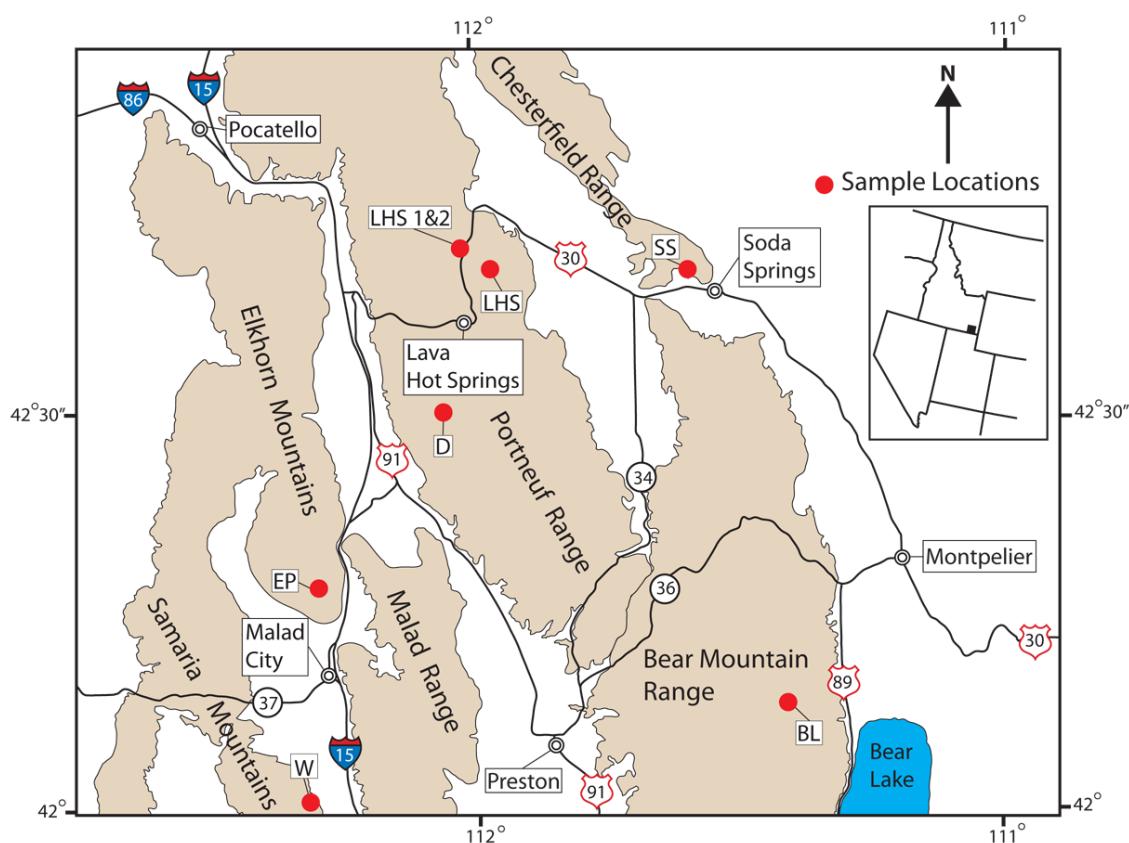 112°
111°
N
86
15
Pocatello
Chesterfield Range
Sample Locations
LHS 1&2
30
SS
Soda
Springs
LHS
Elkhorn Mountains
Lava
Hot Springs
42°30”
42°30”
D
Portneuf Range
91
34
Montpelier
EP
36
Samaria
Mountains
Malad
City
Malad Range
Bear Mountain
Range
30
89
37
BL
W
15
Preston
Bear
Lake
91
42°
42°
112°
111°